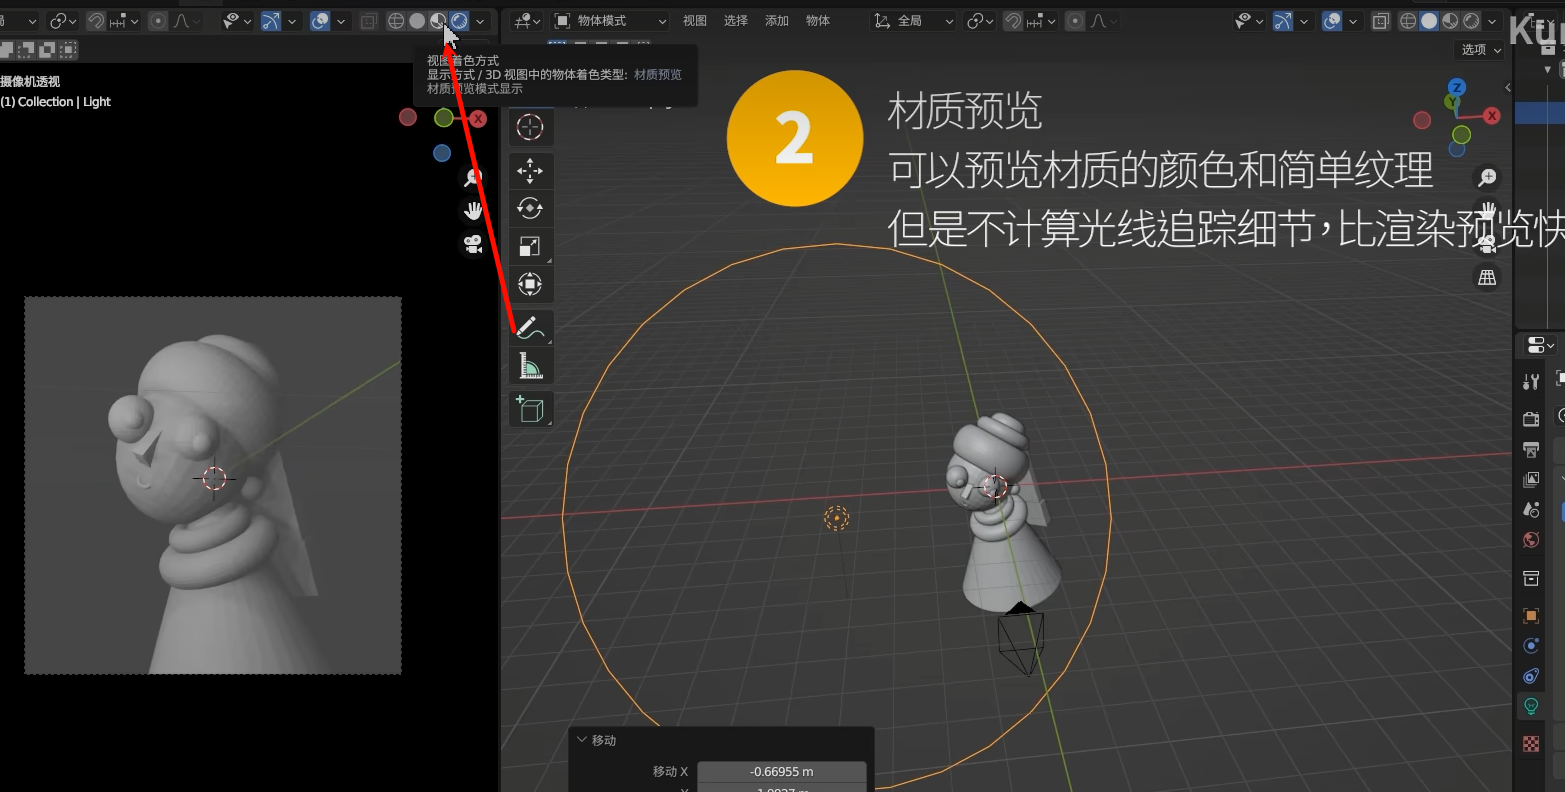 物体模式
视图
选择
添加
物体
全局
选项
视图着色方式
显示方式 / 3D 视图中的物体着色类型: 材质预览
材质预览模式显示
摄像机透视
(1) Collection | Light
2
材质预览
可以预览材质的颜色和简单纹理
但是不计算光线追踪细节,比渲染预览快
X
Z
Y
X
移动
移动 X
-0.66955 m